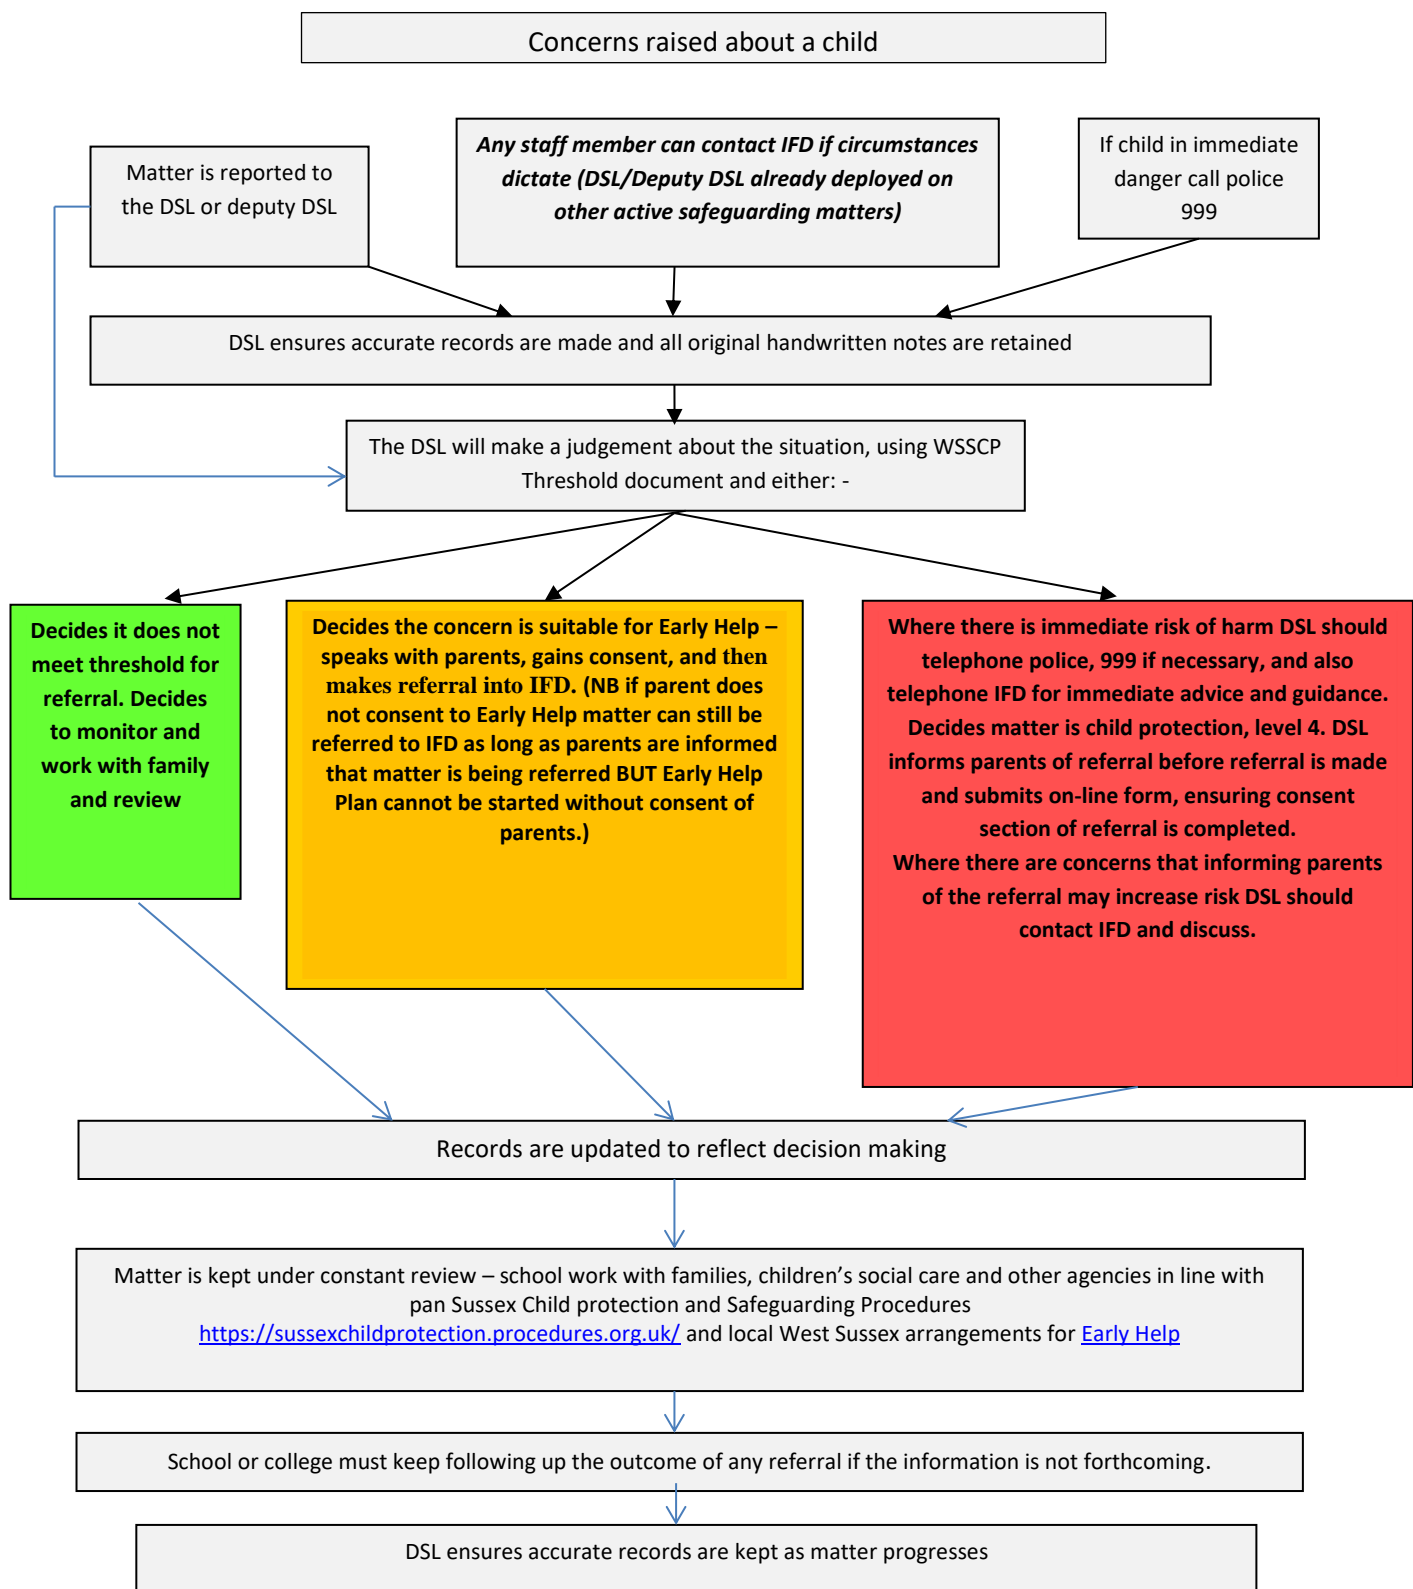 Concerns raised about a child
Matter is reported to
the DSL or deputy DSL
Any staff member can contact IFD if circumstances
dictate (DSL/Deputy DSL already deployed on
other active safeguarding matters)
If child in immediate
danger call police
999
DSL ensures accurate records are made and all original handwritten notes are retained
The DSL will make a judgement about the situation, using WSSCP
Threshold document and either: -
Decides it does not
meet threshold for
referral. Decides
to monitor and
work with family
and review
Decides the concern is suitable for Early Help –
speaks with parents, gains consent, and then
makes referral into IFD. (NB if parent does
not consent to Early Help matter can still be
referred to IFD as long as parents are informed
that matter is being referred BUT Early Help
Plan cannot be started without consent of
parents.)
Where there is immediate risk of harm DSL should
telephone police, 999 if necessary, and also
telephone IFD for immediate advice and guidance.
Decides matter is child protection, level 4. DSL
informs parents of referral before referral is made
and submits on-line form, ensuring consent
section of referral is completed.
Where there are concerns that informing parents
of the referral may increase risk DSL should
contact IFD and discuss.
Records are updated to reflect decision making
Matter is kept under constant review – school work with families, children’s social care and other agencies in line with
pan Sussex Child protection and Safeguarding Procedures
https://sussexchildprotection.procedures.org.uk/ and local West Sussex arrangements for Early Help
School or college must keep following up the outcome of any referral if the information is not forthcoming.
DSL ensures accurate records are kept as matter progresses